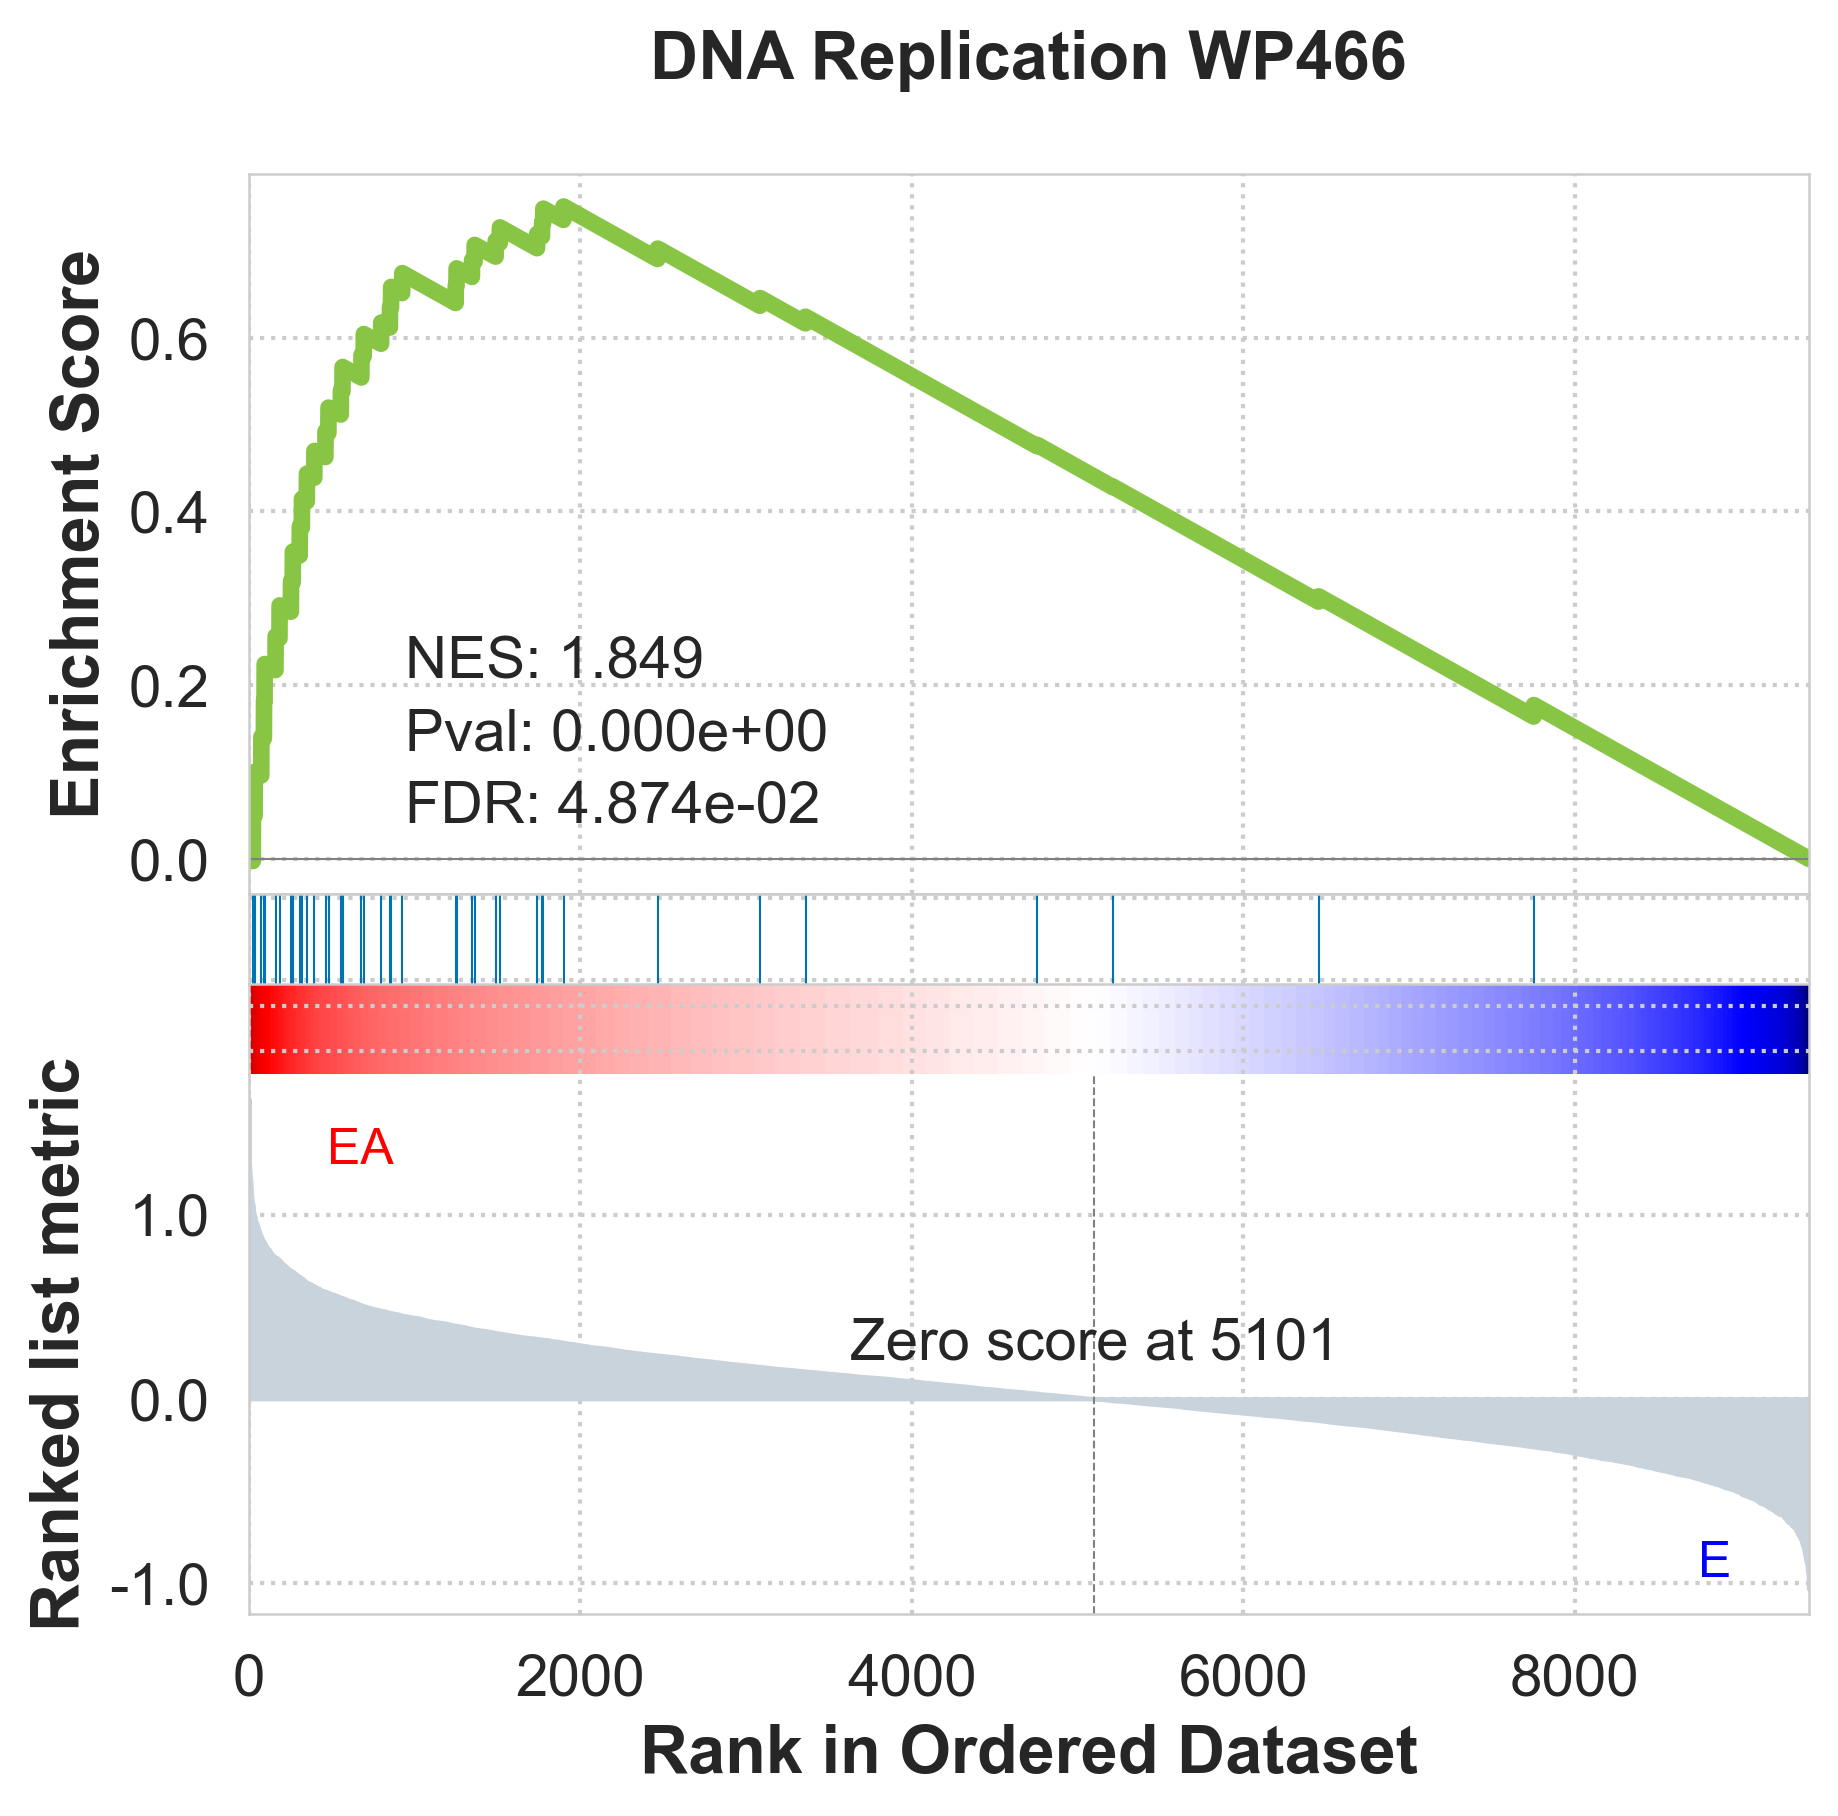 DNA Replication WP466
Enrichment Score
0.6
0.4
0.2
0.0
NES: 1.849
Pval: 0.000e+00
FDR: 4.874e-02
Ranked list metric
EA
1.0
0.0
-1.0
Zero score at 5101
E
0 2000 4000 6000 8000
Rank in Ordered Dataset